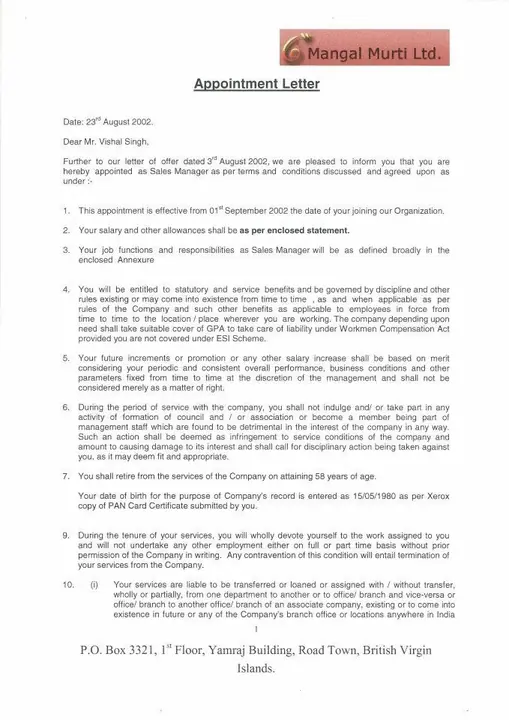 Mangal Murti Ltd.
Appointment Letter
Date: 23rd August 2002.
Dear Mr. Vishal Singh,
Further to our letter of offer dated 3rd August 2002, we are pleased to inform you that you are
hereby appointed as Sales Manager as per terms and conditions discussed and agreed upon as
under :-
1. This appointment is effective from 01st September 2002 the date of your joining our Organization.
2. Your salary and other allowances shall be as per enclosed statement.
3. Your job functions and responsibilities as Sales Manager will be as defined broadly in the
enclosed Annexure
4. You will be entitled to statutory and service benefits and be governed by discipline and other
rules existing or may come into existence from time to time , as and when applicable as per
rules of the Company and such other benefits as applicable to employees in force from
time to time to the location / place wherever you are working. The company depending upon
need shall take suitable cover of GPA to take care of liability under Workmen Compensation Act
provided you are not covered under ESI Scheme.
5. Your future increments or promotion or any other salary increase shall be based on merit
considering your periodic and consistent overall performance, business conditions and other
parameters fixed from time to time at the discretion of the management and shall not be
considered merely as a matter of right.
6. During the period of service with the company, you shall not indulge and/ or take part in any
activity of formation of council and / or association or become a member being part of
management staff which are found to be detrimental in the interest of the company in any way.
Such an action shall be deemed as infringement to service conditions of the company and
amount to causing damage to its interest and shall call for disciplinary action being taken against
you, as it may deem fit and appropriate.
7. You shall retire from the services of the Company on attaining 58 years of age.
Your date of birth for the purpose of Company's record is entered as 15/05/1980 as per Xerox
copy of PAN Card Certificate submitted by you.
9. During the tenure of your services, you will wholly devote yourself to the work assigned to you
and will not undertake any other employment either on full or part time basis without prior
permission of the Company in writing. Any contravention of this condition will entail termination of
your services from the Company.
10. (i) Your services are liable to be transferred or loaned or assigned with / without transfer,
wholly or partially, from one department to another or to office/ branch and vice-versa or
office/ branch to another office/ branch of an associate company, existing or to come into
existence in future or any of the Company's branch office or locations anywhere in India
1
P.O. Box 3321, 1st Floor, Yamraj Building, Road Town, British Virgin
Islands.